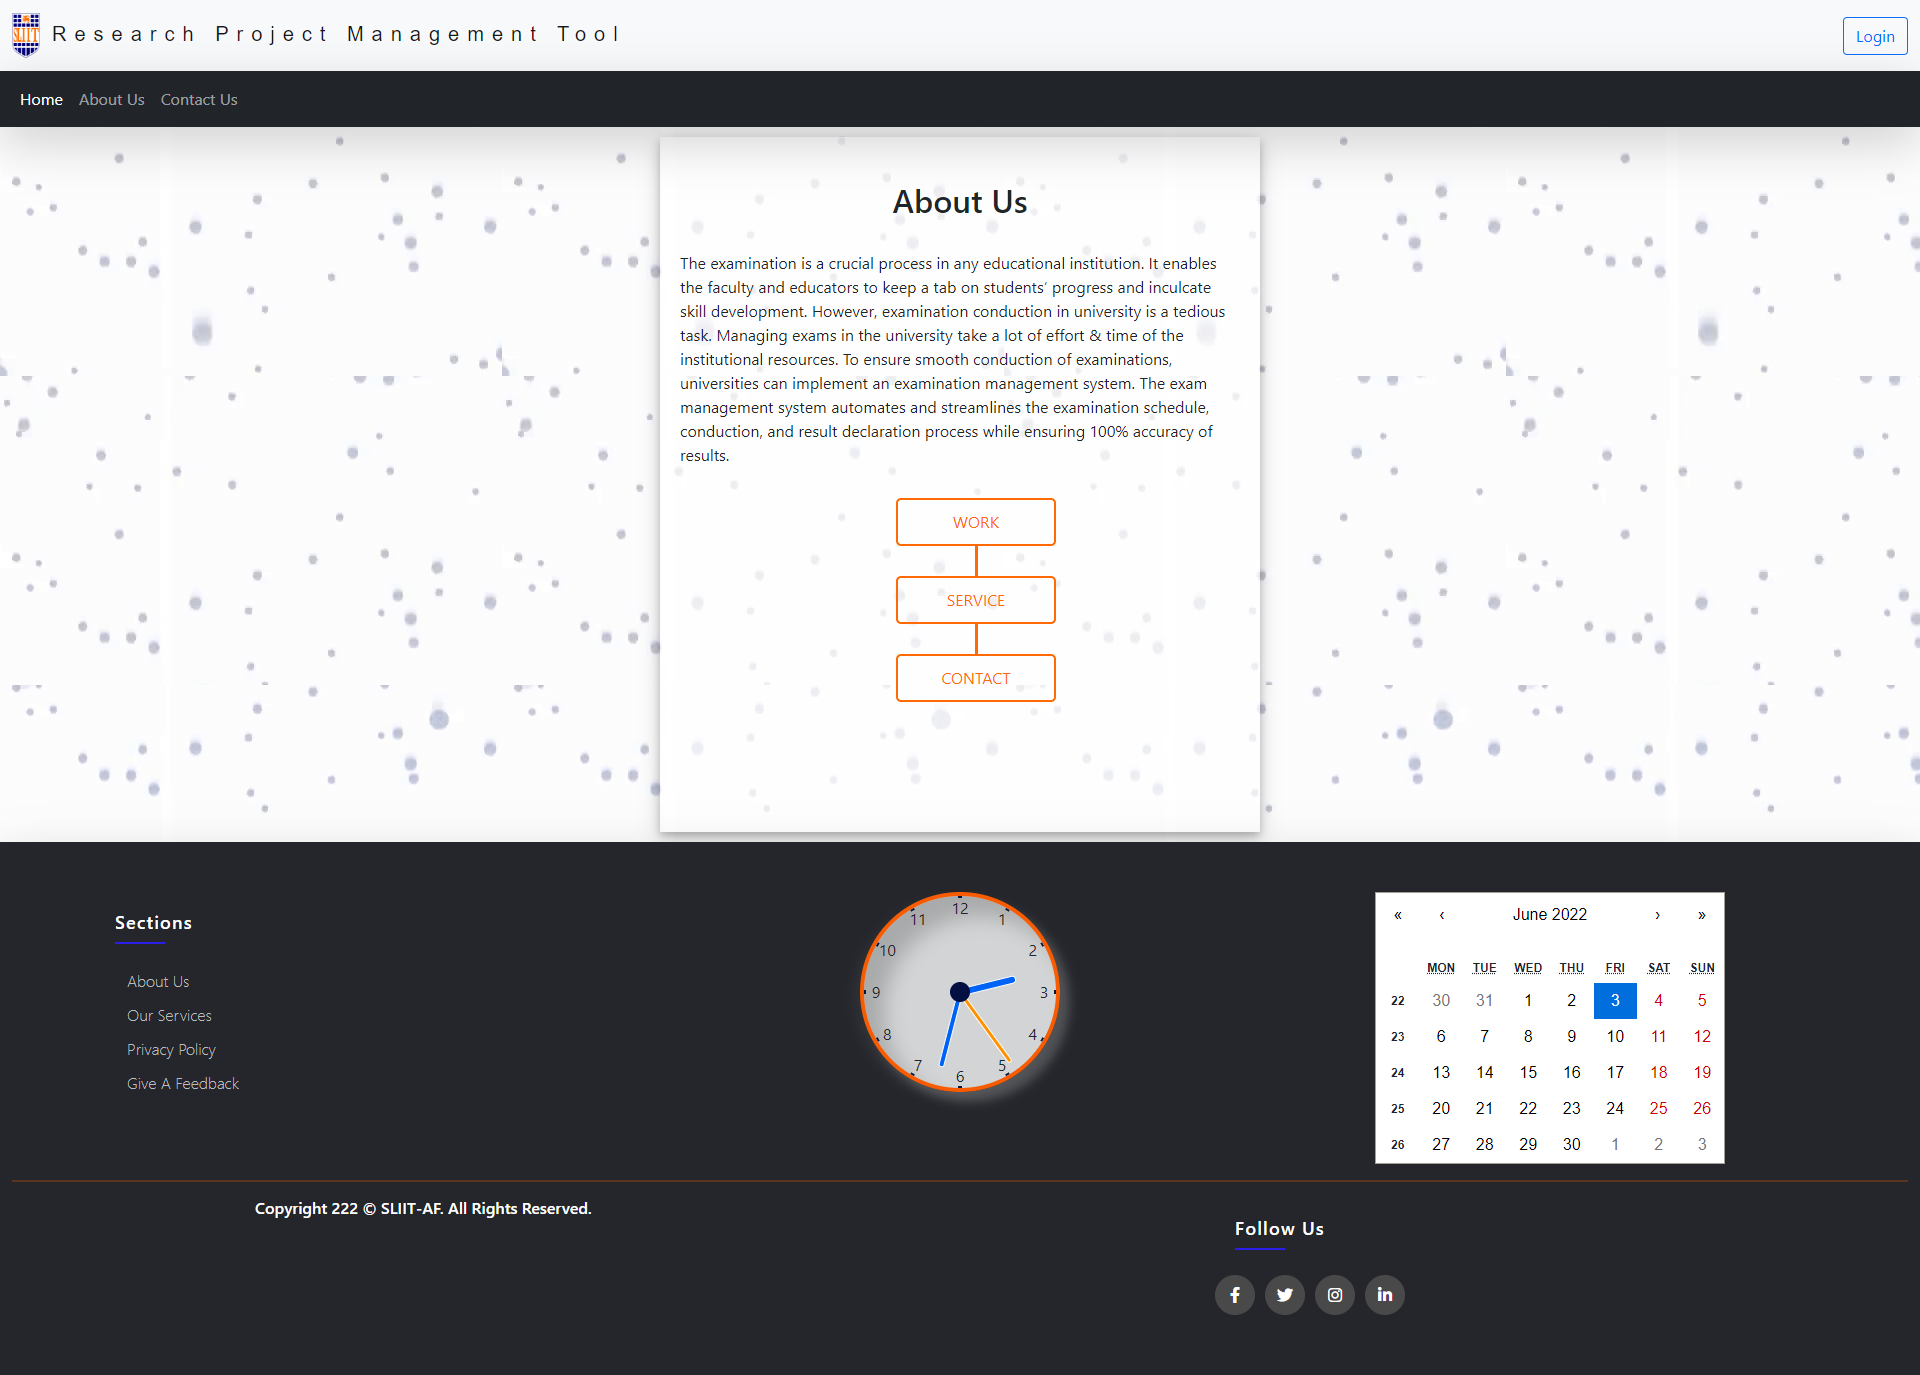 SLIIT
Research Project Management Tool
Login
Home About Us Contact Us
About Us
The examination is a crucial process in any educational institution. It enables
the faculty and educators to keep a tab on students’ progress and inculcate
skill development. However, examination conduction in university is a tedious
task. Managing exams in the university take a lot of effort & time of the
institutional resources. To ensure smooth conduction of examinations,
universities can implement an examination management system. The exam
management system automates and streamlines the examination schedule,
conduction, and result declaration process while ensuring 100% accuracy of
results.
WORK
SERVICE
CONTACT
Sections
About Us
Our Services
Privacy Policy
Give A Feedback
12
1
2
3
4
5
6
7
8
9
10
11
« ‹ June 2022 › »
MON TUE WED THU FRI SAT SUN
22 30 31 1 2 3 4 5
23 6 7 8 9 10 11 12
24 13 14 15 16 17 18 19
25 20 21 22 23 24 25 26
26 27 28 29 30 1 2 3
Copyright 222 © SLIIT-AF. All Rights Reserved.
Follow Us